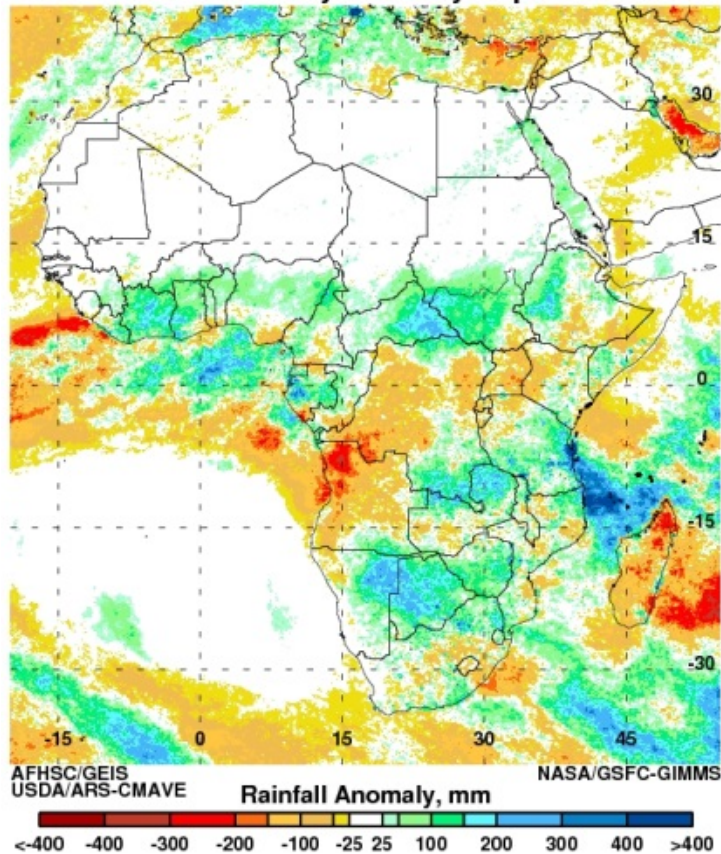 30
15
0
-15
-30
-15 0 15 30 45
AFHSC/GEIS
USDA/ARS-CMAVE
NASA/GSFC-GIMMS
Rainfall Anomaly, mm
<-400 -400 -300 -200 -100 -25 25 100 200 300 400 >400